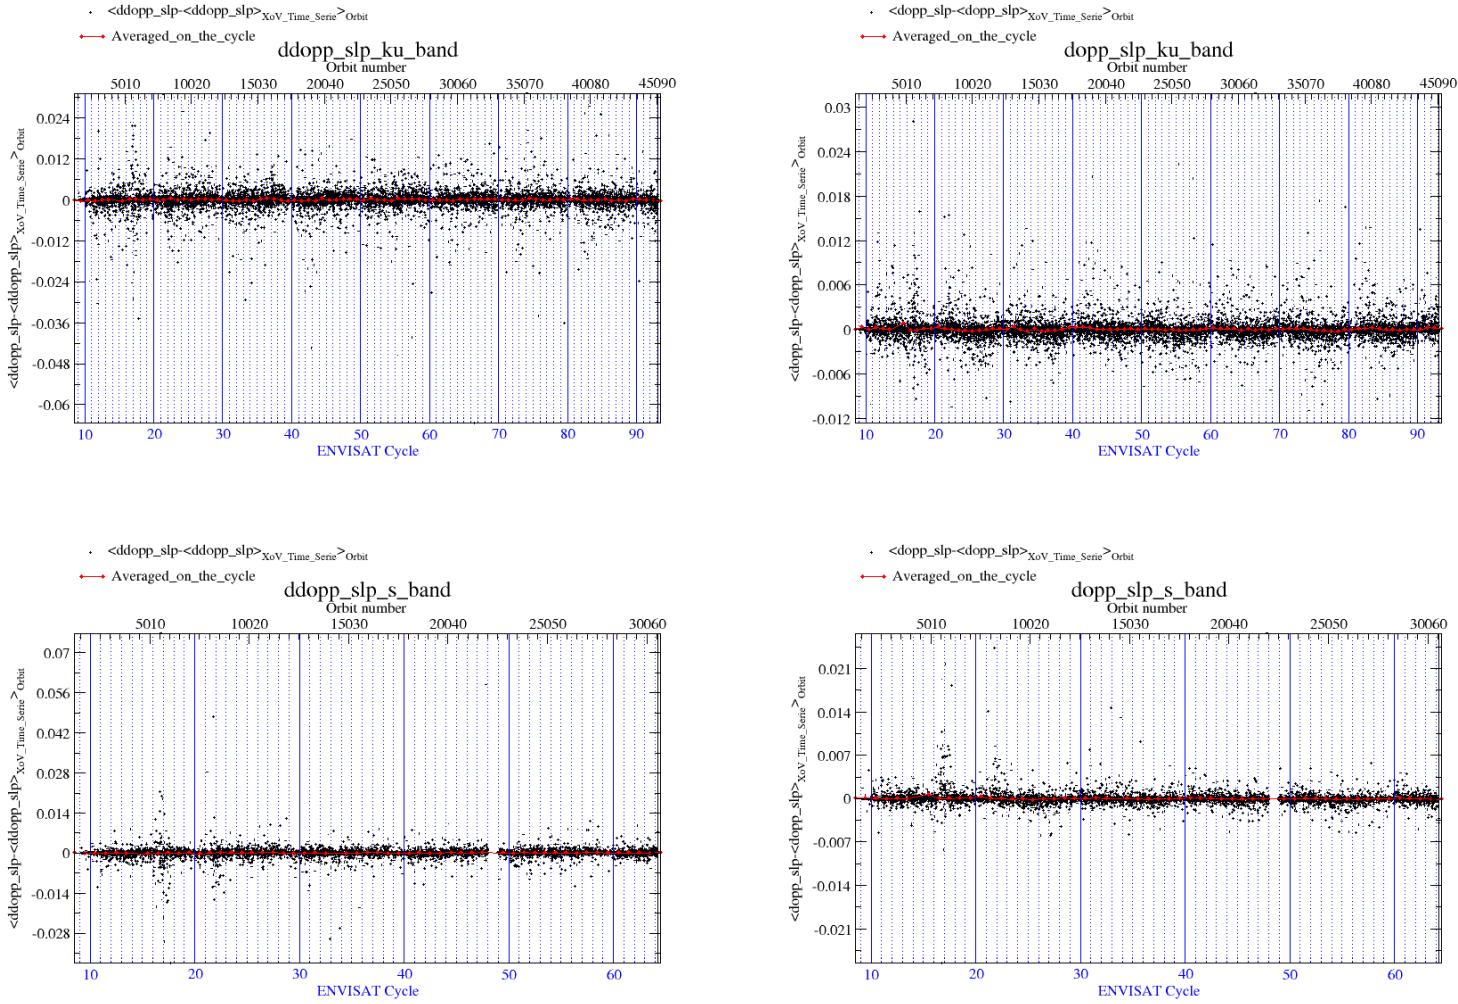 <ddopp_slp-<ddopp_slp>XoV_Time_Serie>Orbit
Averaged_on_the_cycle
ddopp_slp_ku_band
Orbit number
5010 10020 15030 20040 25050 30060 35070 40080 45090
0.024
0.012
0
-0.012
-0.024
-0.036
-0.048
-0.06
<ddopp_slp-<ddopp_slp>XoV_Time_Serie>Orbit
10 20 30 40 50 60 70 80 90
ENVISAT Cycle
<dopp_slp-<dopp_slp>XoV_Time_Serie>Orbit
Averaged_on_the_cycle
dopp_slp_ku_band
Orbit number
5010 10020 15030 20040 25050 30060 35070 40080 45090
0.03
0.024
0.018
0.012
0.006
0
-0.006
-0.012
<dopp_slp-<dopp_slp>XoV_Time_Serie>Orbit
10 20 30 40 50 60 70 80 90
ENVISAT Cycle
<ddopp_slp-<ddopp_slp>XoV_Time_Serie>Orbit
Averaged_on_the_cycle
ddopp_slp_s_band
Orbit number
5010 10020 15030 20040 25050 30060
0.07
0.056
0.042
0.028
0.014
0
-0.014
-0.028
<ddopp_slp-<ddopp_slp>XoV_Time_Serie>Orbit
10 20 30 40 50 60
ENVISAT Cycle
<dopp_slp-<dopp_slp>XoV_Time_Serie>Orbit
Averaged_on_the_cycle
dopp_slp_s_band
Orbit number
5010 10020 15030 20040 25050 30060
0.021
0.014
0.007
0
-0.007
-0.014
-0.021
<dopp_slp-<dopp_slp>XoV_Time_Serie>Orbit
10 20 30 40 50 60
ENVISAT Cycle